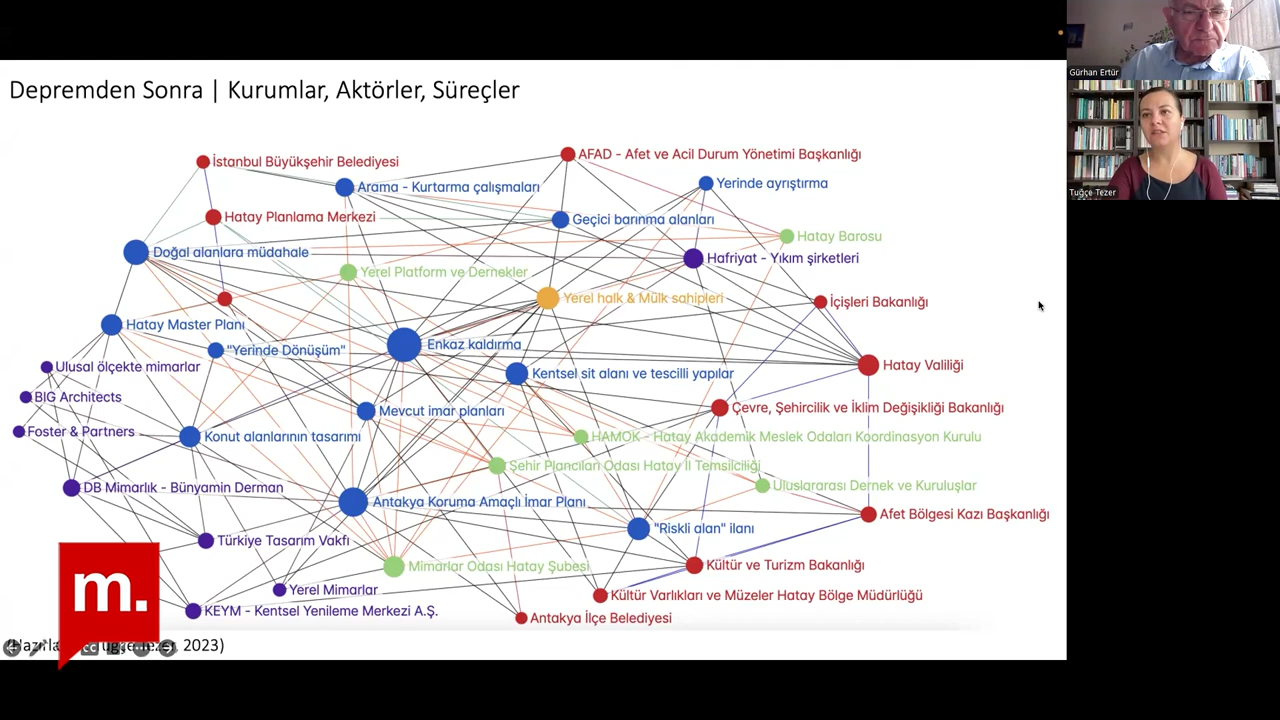 Gürhan Ertür
Tuğçe Tezer
Depremden Sonra | Kurumlar, Aktörler, Süreçler
AFAD - Afet ve Acil Durum Yönetimi Başkanlığı
İstanbul Büyükşehir Belediyesi
Yerinde ayrıştırma
Arama - Kurtarma çalışmaları
Hatay Planlama Merkezi
Geçici barınma alanları
Hatay Barosu
Doğal alanlara müdahale
Hafriyat - Yıkım şirketleri
Yerel Platform ve Dernekler
Yerel halk & Mülk sahipleri
İçişleri Bakanlığı
Hatay Master Planı
Enkaz kaldırma
"Yerinde Dönüşüm"
Hatay Valiliği
Ulusal ölçekte mimarlar
Kentsel sit alanı ve tescilli yapılar
BIG Architects
Çevre, Şehircilik ve İklim Değişikliği Bakanlığı
Mevcut imar planları
Foster & Partners
Konut alanlarının tasarımı
HAMOK - Hatay Akademik Meslek Odaları Koordinasyon Kurulu
Şehir Plancıları Odası Hatay İl Temsilciliği
DB Mimarlık - Bünyamin Derman
Uluslararası Dernek ve Kuruluşlar
Antakya Koruma Amaçlı İmar Planı
Afet Bölgesi Kazı Başkanlığı
"Riskli alan" ilanı
Türkiye Tasarım Vakfı
Mimarlar Odası Hatay Şubesi
Kültür ve Turizm Bakanlığı
Yerel Mimarlar
Kültür Varlıkları ve Müzeler Hatay Bölge Müdürlüğü
KEYM - Kentsel Yenileme Merkezi A.Ş.
Antakya İlçe Belediyesi
m.
Tezer, 2023)